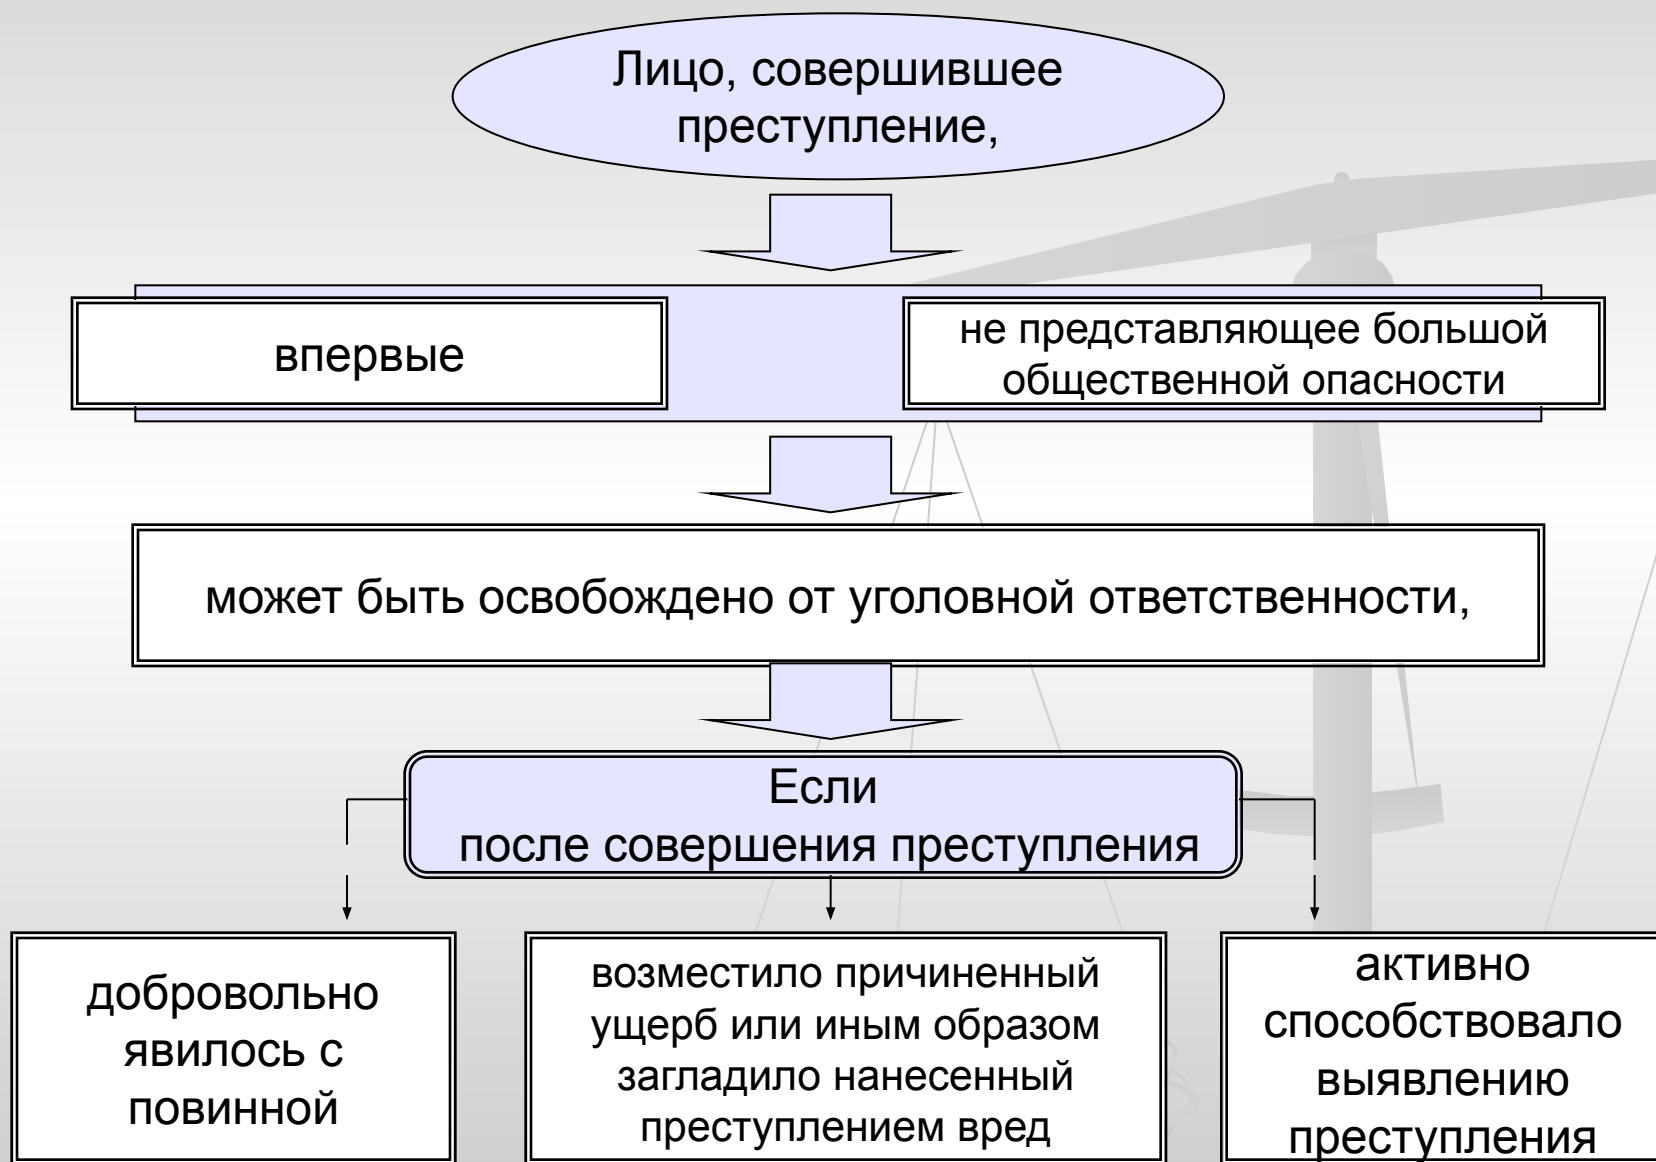 Лицо, совершившее
преступление,
впервые
не представляющее большой
общественной опасности
может быть освобождено от уголовной ответственности,
Если
после совершения преступления
добровольно
явилось с
повинной
возместило причиненный
ущерб или иным образом
загладило нанесенный
преступлением вред
активно
способствовало
выявлению
преступления